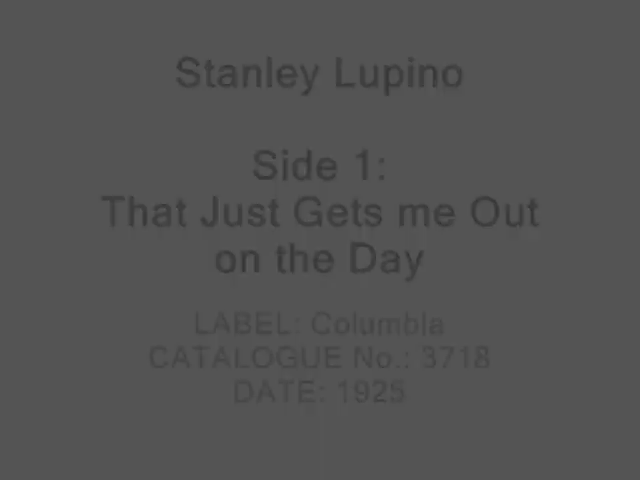 Stanley Lupino
Side 1:
That Just Gets me Out
on the Day
LABEL: Columbia
CATALOGUE No.: 3718
DATE: 1925